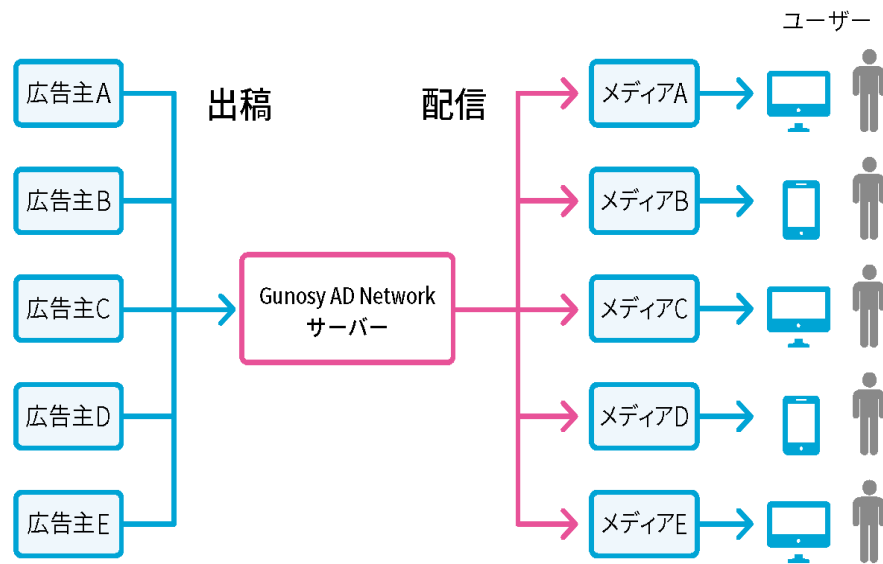 ユーザー
広告主A
出稿
配信
メディアA
広告主B
メディアB
広告主C
Gunosy AD Network
サーバー
メディアC
広告主D
メディアD
広告主E
メディアE